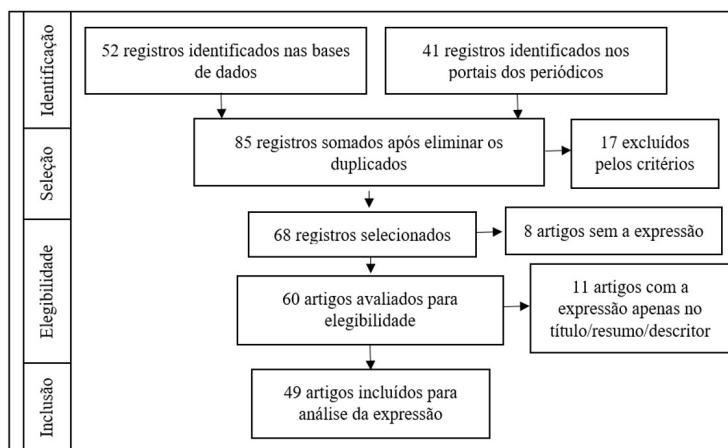 Identificação
52 registros identificados nas bases
de dados
41 registros identificados nos
portais dos periódicos
Seleção
85 registros somados após eliminar os
duplicados
17 excluídos
pelos critérios
Elegibilidade
68 registros selecionados
8 artigos sem a expressão
60 artigos avaliados para
elegibilidade
11 artigos com a
expressão apenas no
título/resumo/descritor
Inclusão
49 artigos incluídos para
análise da expressão